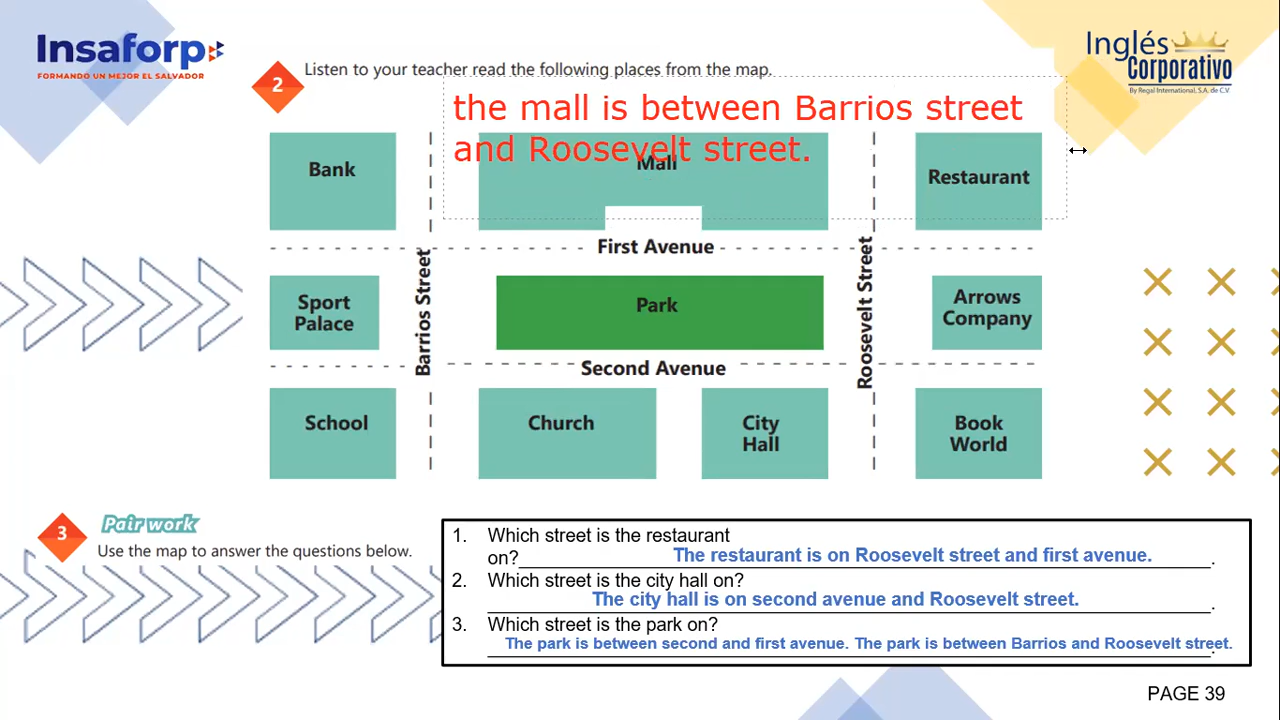 Insaforp
FORMANDO UN MEJOR EL SALVADOR
Inglés
Corporativo
By Regal International, S.A. de C.V
2
Listen to your teacher read the following places from the map.
the mall is between Barrios street
and Roosevelt street.
Bank
Mall
Restaurant
First Avenue
Barrios Street
Roosevelt Street
Sport
Palace
Park
Arrows
Company
Second Avenue
School
Church
City
Hall
Book
World
3
Pair work
Use the map to answer the questions below.
1. Which street is the restaurant
on? The restaurant is on Roosevelt street and first avenue. .
2. Which street is the city hall on?
The city hall is on second avenue and Roosevelt street. .
3. Which street is the park on?
The park is between second and first avenue. The park is between Barrios and Roosevelt street. .
PAGE 39